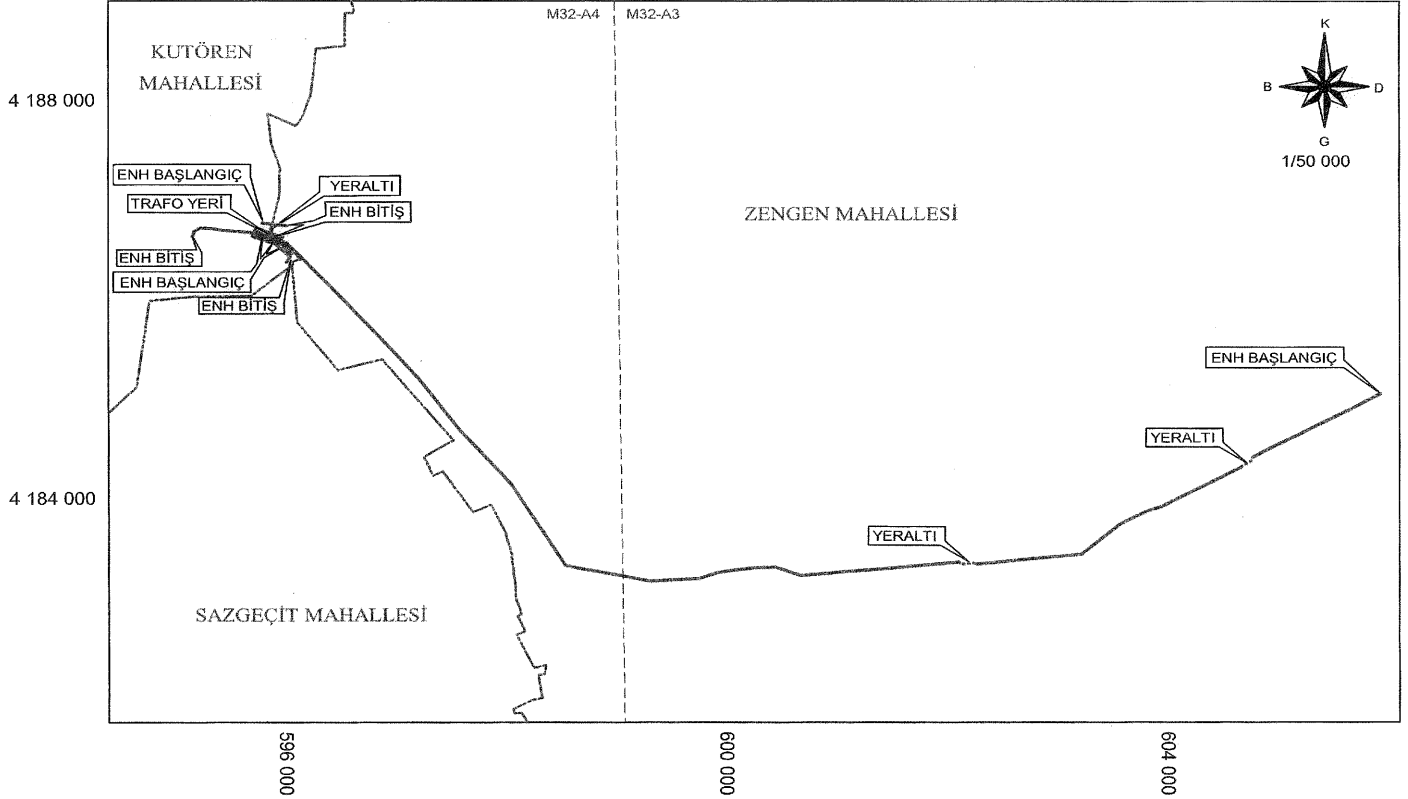 M32-A4 M32-A3
KUTÖREN
MAHALLESİ
K
B D
G
1/50 000
4 188 000
ENH BAŞLANGIÇ
YERALTI
TRAFO YERİ
ENH BİTİŞ
ZENGEN MAHALLESİ
ENH BİTİŞ
ENH BAŞLANGIÇ
ENH BİTİŞ
ENH BAŞLANGIÇ
YERALTI
4 184 000
YERALTI
SAZGEÇİT MAHALLESİ
596 000
600 000
604 000